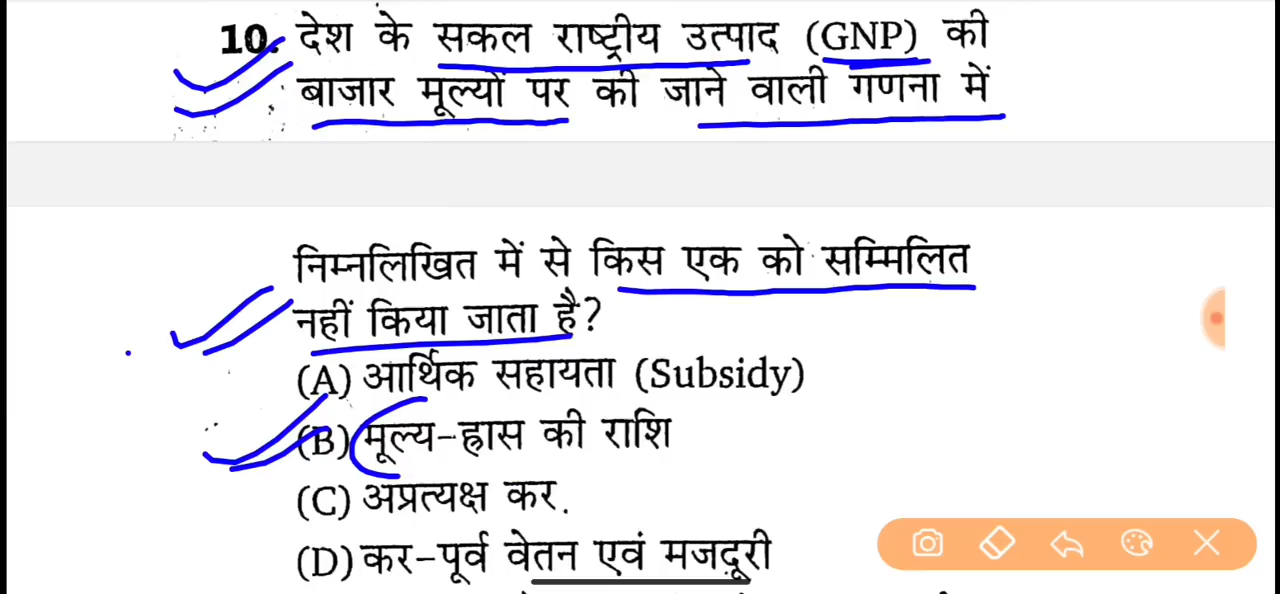 10. देश के सकल राष्ट्रीय उत्पाद (GNP) की
बाजार मूल्यों पर की जाने वाली गणना में
निम्नलिखित में से किस एक को सम्मिलित
नहीं किया जाता है?
(A) आर्थिक सहायता (Subsidy)
(B) मूल्य-ह्रास की राशि
(C) अप्रत्यक्ष कर.
(D) कर-पूर्व वेतन एवं मजदूरी